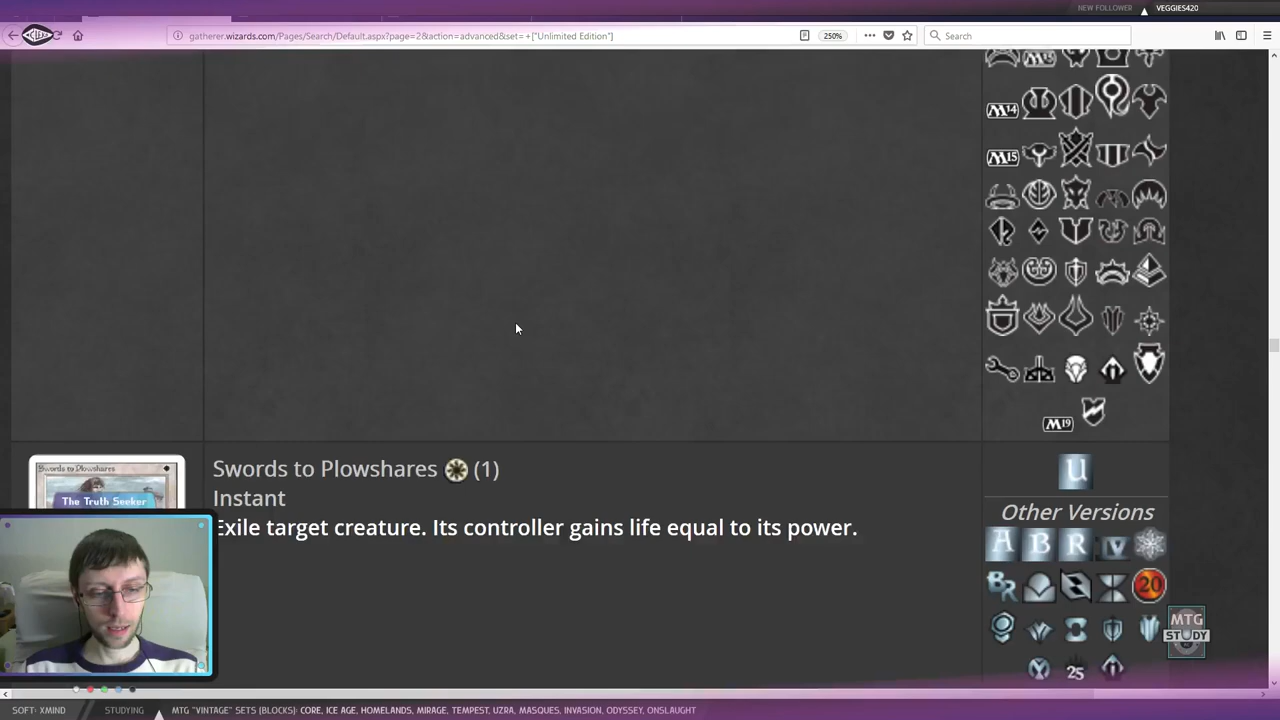 NEW FOLLOWER
VEGGIES420
gatherer.wizards.com/Pages/Search/Default.aspx?page=2&action=advanced&set= +["Unlimited Edition"]
250%
Search
M14
M15
M19
Swords to Plowshares
The Truth Seeker
Swords to Plowshares (1)
Instant
Exile target creature. Its controller gains life equal to its power.
U
Other Versions
A B R IV
BR 20
25
MTG
STUDY
SOFT: XMIND
STUDYING
MTG "VINTAGE" SETS (BLOCKS): CORE, ICE AGE, HOMELANDS, MIRAGE, TEMPEST, UZRA, MASQUES, INVASION, ODYSSEY, ONSLAUGHT